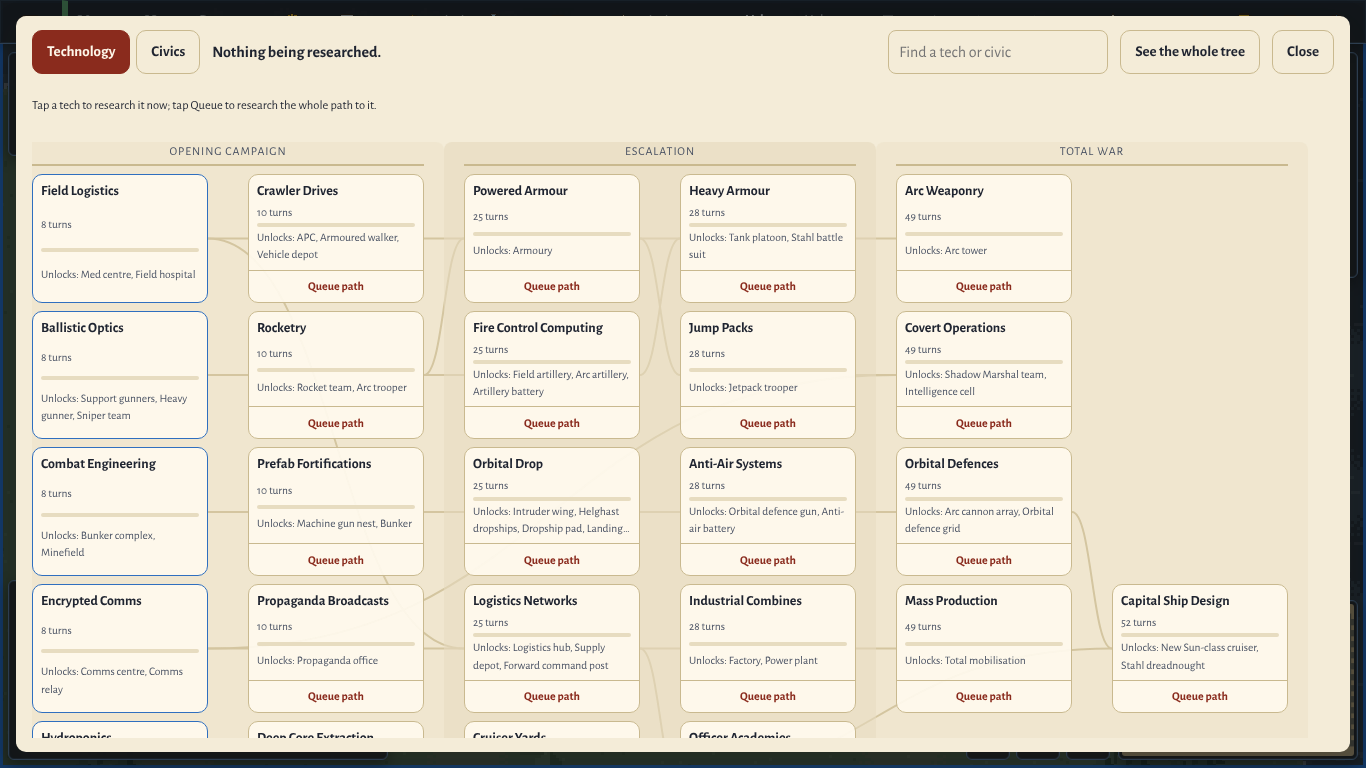 Technology
Civics
Nothing being researched.
Find a tech or civic
See the whole tree
Close
Tap a tech to research it now; tap Queue to research the whole path to it.
OPENING CAMPAIGN
ESCALATION
TOTAL WAR
Field Logistics
8 turns
Unlocks: Med centre, Field hospital
Crawler Drives
10 turns
Unlocks: APC, Armoured walker,
Vehicle depot
Queue path
Powered Armour
25 turns
Unlocks: Armoury
Queue path
Heavy Armour
28 turns
Unlocks: Tank platoon, Stahl battle
suit
Queue path
Arc Weaponry
49 turns
Unlocks: Arc tower
Queue path
Ballistic Optics
8 turns
Unlocks: Support gunners, Heavy
gunner, Sniper team
Rocketry
10 turns
Unlocks: Rocket team, Arc trooper
Queue path
Fire Control Computing
25 turns
Unlocks: Field artillery, Arc artillery,
Artillery battery
Queue path
Jump Packs
28 turns
Unlocks: Jetpack trooper
Queue path
Covert Operations
49 turns
Unlocks: Shadow Marshal team,
Intelligence cell
Queue path
Combat Engineering
8 turns
Unlocks: Bunker complex,
Minefield
Prefab Fortifications
10 turns
Unlocks: Machine gun nest, Bunker
Queue path
Orbital Drop
25 turns
Unlocks: Intruder wing, Helghast
dropships, Dropship pad, Landing...
Queue path
Anti-Air Systems
28 turns
Unlocks: Orbital defence gun, Anti-
air battery
Queue path
Orbital Defences
49 turns
Unlocks: Arc cannon array, Orbital
defence grid
Queue path
Encrypted Comms
8 turns
Unlocks: Comms centre, Comms
relay
Propaganda Broadcasts
10 turns
Unlocks: Propaganda office
Queue path
Logistics Networks
25 turns
Unlocks: Logistics hub, Supply
depot, Forward command post
Queue path
Industrial Combines
28 turns
Unlocks: Factory, Power plant
Queue path
Mass Production
49 turns
Unlocks: Total mobilisation
Queue path
Capital Ship Design
52 turns
Unlocks: New Sun-class cruiser,
Stahl dreadnought
Queue path
Hydroponics
Deep Core Extraction
Cruiser Yards
Officer Academies